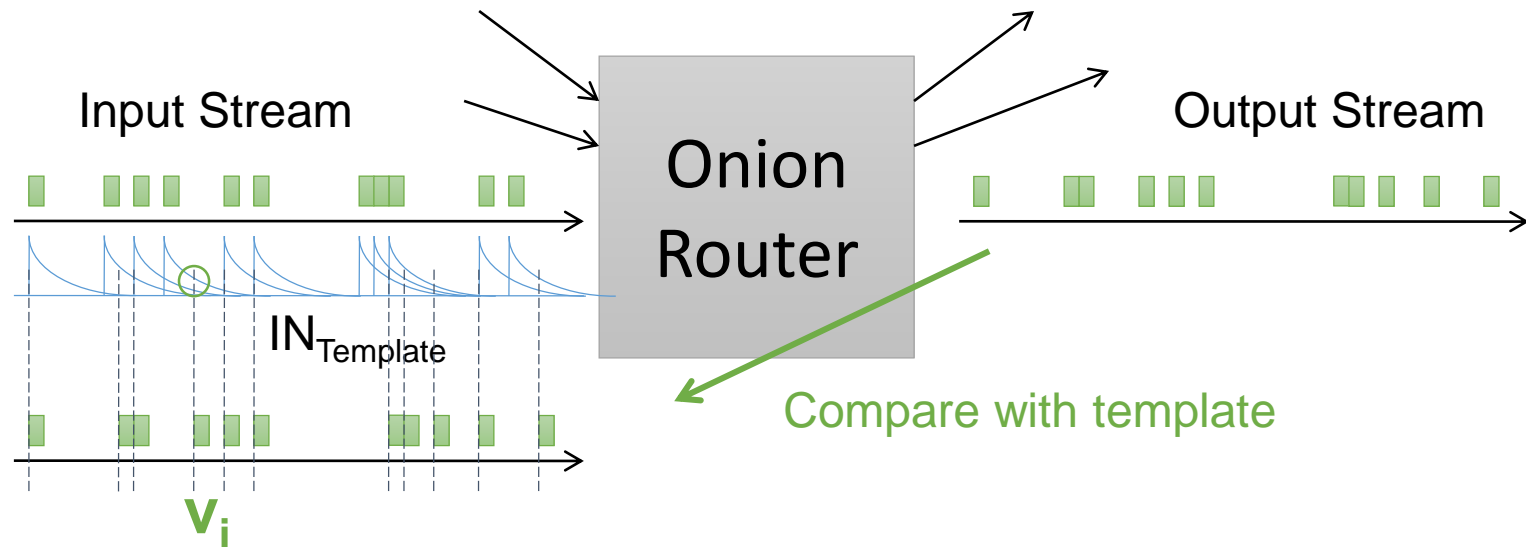 Input Stream
Onion
Router
Output Stream
IN_Template
Compare with template
v_i